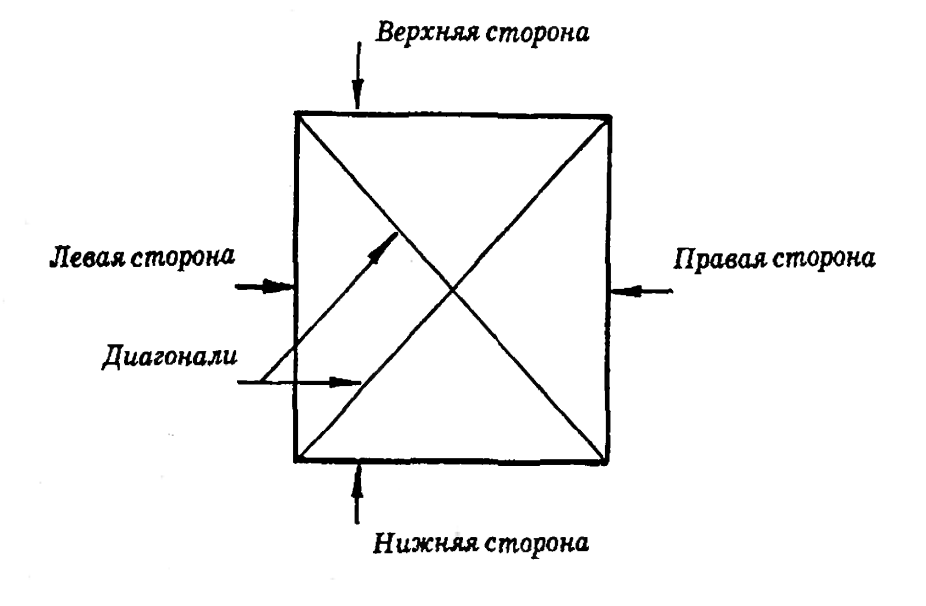 Верхняя сторона
Левая сторона
Правая сторона
Диагонали
Нижняя сторона